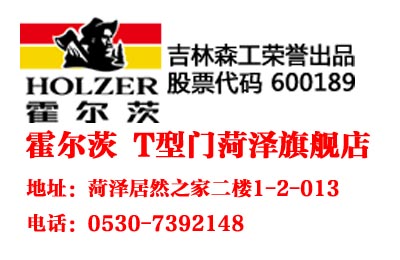 吉林森工荣誉出品
股票代码 600189
HOLZER
霍尔茨
霍尔茨 T型门菏泽旗舰店
地址：菏泽居然之家二楼1-2-013
电话：0530-7392148